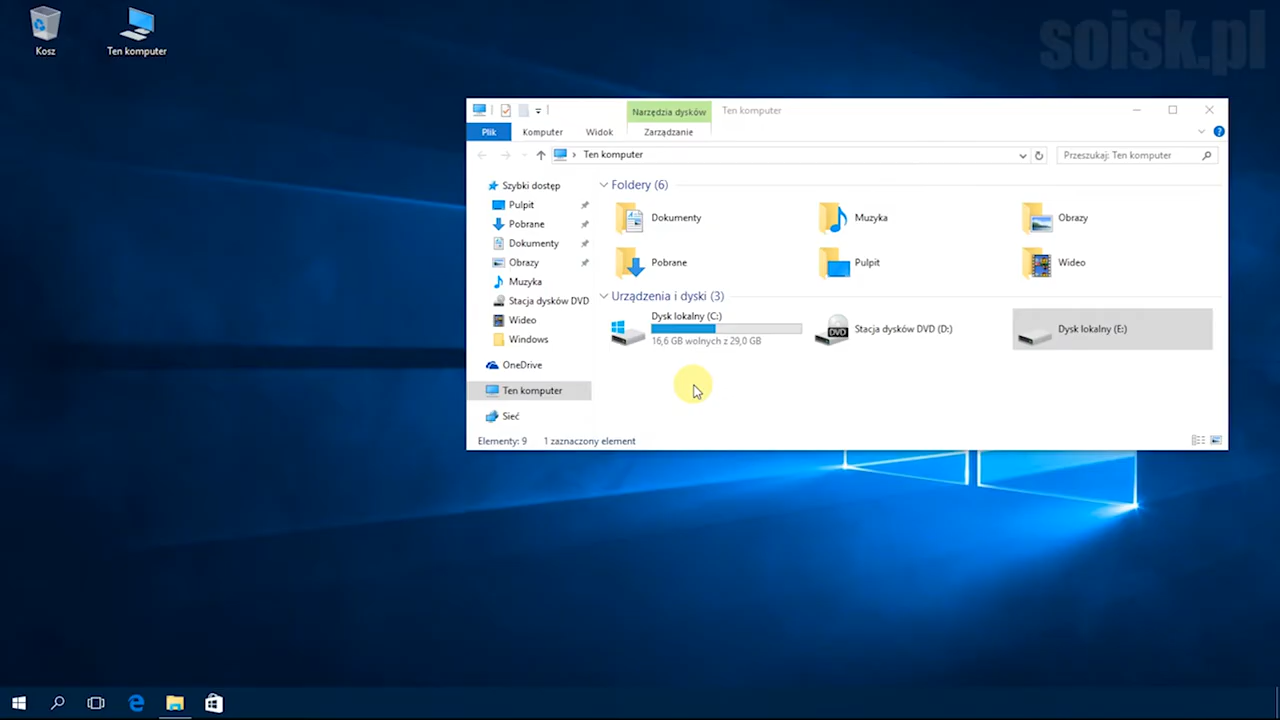 soisk.pl
Kosz
Ten komputer
Narzędzia dysków
Ten komputer
Plik
Komputer
Widok
Zarządzanie
Ten komputer
Przeszukaj: Ten komputer
Szybki dostęp
Pulpit
Pobrane
Dokumenty
Obrazy
Muzyka
Stacja dysków DVD
Wideo
Windows
OneDrive
Ten komputer
Sieć
Foldery (6)
Dokumenty
Muzyka
Obrazy
Pobrane
Pulpit
Wideo
Urządzenia i dyski (3)
Dysk lokalny (C:)
16,6 GB wolnych z 29,0 GB
DVD
Stacja dysków DVD (D:)
Dysk lokalny (E:)
Elementy: 9
1 zaznaczony element